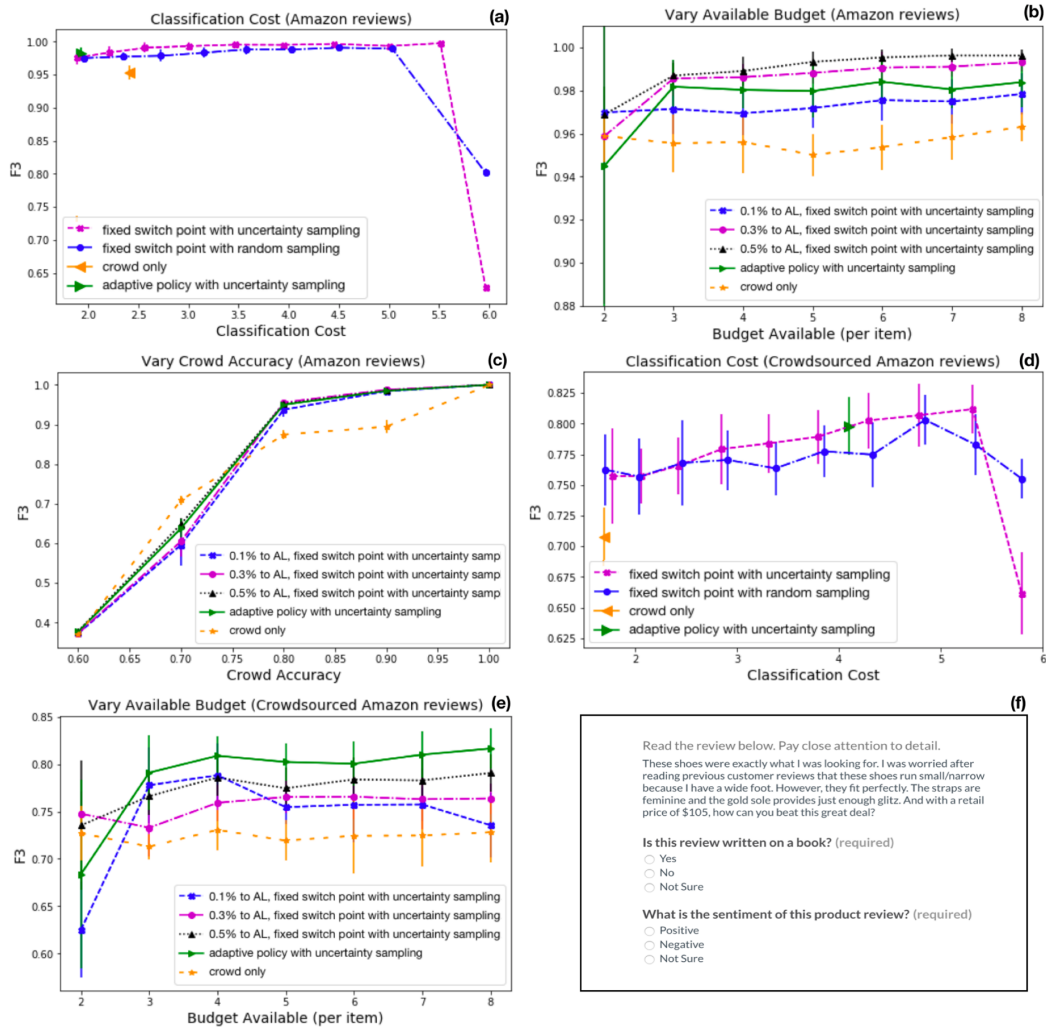 Classification Cost (Amazon reviews)
(a)
F3
1.00
0.95
0.90
0.85
0.80
0.75
0.70
0.65
fixed switch point with uncertainty sampling
fixed switch point with random sampling
crowd only
adaptive policy with uncertainty sampling
2.0 2.5 3.0 3.5 4.0 4.5 5.0 5.5 6.0
Classification Cost
Vary Available Budget (Amazon reviews)
(b)
F3
1.00
0.98
0.96
0.94
0.92
0.90
0.88
0.1% to AL, fixed switch point with uncertainty sampling
0.3% to AL, fixed switch point with uncertainty sampling
0.5% to AL, fixed switch point with uncertainty sampling
adaptive policy with uncertainty sampling
crowd only
2 3 4 5 6 7 8
Budget Available (per item)
Vary Crowd Accuracy (Amazon reviews)
(c)
F3
1.0
0.9
0.8
0.7
0.6
0.5
0.4
0.1% to AL, fixed switch point with uncertainty samp
0.3% to AL, fixed switch point with uncertainty samp
0.5% to AL, fixed switch point with uncertainty samp
adaptive policy with uncertainty sampling
crowd only
0.60 0.65 0.70 0.75 0.80 0.85 0.90 0.95 1.00
Crowd Accuracy
Classification Cost (Crowdsourced Amazon reviews)
(d)
F3
0.825
0.800
0.775
0.750
0.725
0.700
0.675
0.650
0.625
fixed switch point with uncertainty sampling
fixed switch point with random sampling
crowd only
adaptive policy with uncertainty sampling
2 3 4 5 6
Classification Cost
Vary Available Budget (Crowdsourced Amazon reviews)
(e)
F3
0.85
0.80
0.75
0.70
0.65
0.60
0.1% to AL, fixed switch point with uncertainty sampling
0.3% to AL, fixed switch point with uncertainty sampling
0.5% to AL, fixed switch point with uncertainty sampling
adaptive policy with uncertainty sampling
crowd only
2 3 4 5 6 7 8
Budget Available (per item)
(f)
Read the review below. Pay close attention to detail.
These shoes were exactly what I was looking for. I was worried after
reading previous customer reviews that these shoes run small/narrow
because I have a wide foot. However, they fit perfectly. The straps are
feminine and the gold sole provides just enough glitz. And with a retail
price of $105, how can you beat this great deal?
Is this review written on a book? (required)
Yes
No
Not Sure
What is the sentiment of this product review? (required)
Positive
Negative
Not Sure